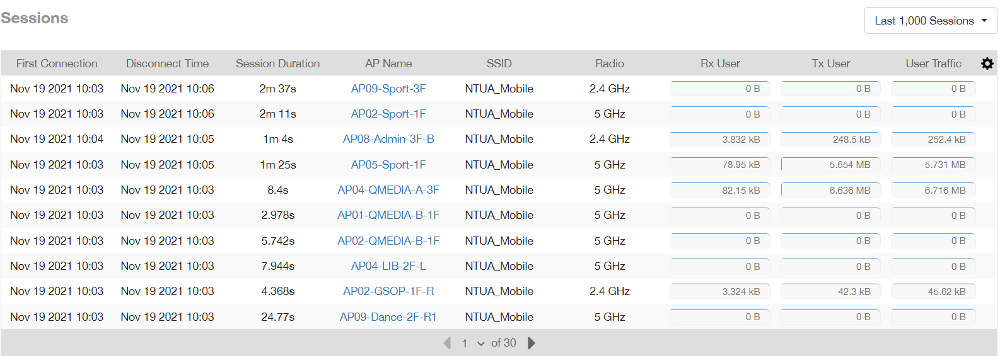 Sessions
Last 1,000 Sessions
First Connection Disconnect Time Session Duration AP Name SSID Radio Rx User Tx User User Traffic
Nov 19 2021 10:03 Nov 19 2021 10:06 2m 37s AP09-Sport-3F NTUA_Mobile 2.4 GHz 0 B 0 B 0 B
Nov 19 2021 10:03 Nov 19 2021 10:06 2m 11s AP02-Sport-1F NTUA_Mobile 5 GHz 0 B 0 B 0 B
Nov 19 2021 10:04 Nov 19 2021 10:05 1m 4s AP08-Admin-3F-B NTUA_Mobile 2.4 GHz 3.832 kB 248.5 kB 252.4 kB
Nov 19 2021 10:03 Nov 19 2021 10:05 1m 25s AP05-Sport-1F NTUA_Mobile 5 GHz 78.95 kB 5.654 MB 5.731 MB
Nov 19 2021 10:03 Nov 19 2021 10:03 8.4s AP04-QMEDIA-A-3F NTUA_Mobile 5 GHz 82.15 kB 6.636 MB 6.716 MB
Nov 19 2021 10:03 Nov 19 2021 10:03 2.978s AP01-QMEDIA-B-1F NTUA_Mobile 5 GHz 0 B 0 B 0 B
Nov 19 2021 10:03 Nov 19 2021 10:03 5.742s AP02-QMEDIA-B-1F NTUA_Mobile 5 GHz 0 B 0 B 0 B
Nov 19 2021 10:03 Nov 19 2021 10:03 7.944s AP04-LIB-2F-L NTUA_Mobile 5 GHz 0 B 0 B 0 B
Nov 19 2021 10:03 Nov 19 2021 10:03 4.368s AP02-GSOP-1F-R NTUA_Mobile 2.4 GHz 3.324 kB 42.3 kB 45.62 kB
Nov 19 2021 10:03 Nov 19 2021 10:03 24.77s AP09-Dance-2F-R1 NTUA_Mobile 5 GHz 0 B 0 B 0 B
1 of 30